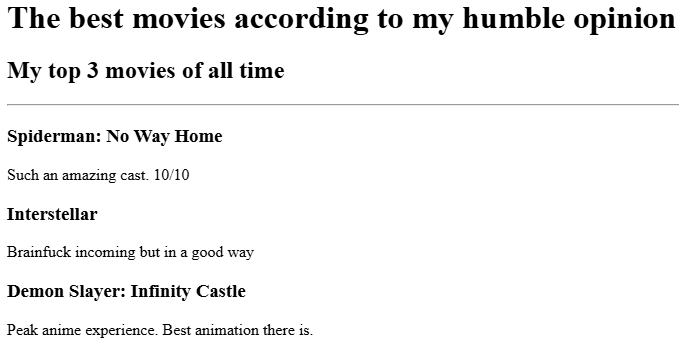 The best movies according to my humble opinion
My top 3 movies of all time
Spiderman: No Way Home
Such an amazing cast. 10/10
Interstellar
Brainfuck incoming but in a good way
Demon Slayer: Infinity Castle
Peak anime experience. Best animation there is.